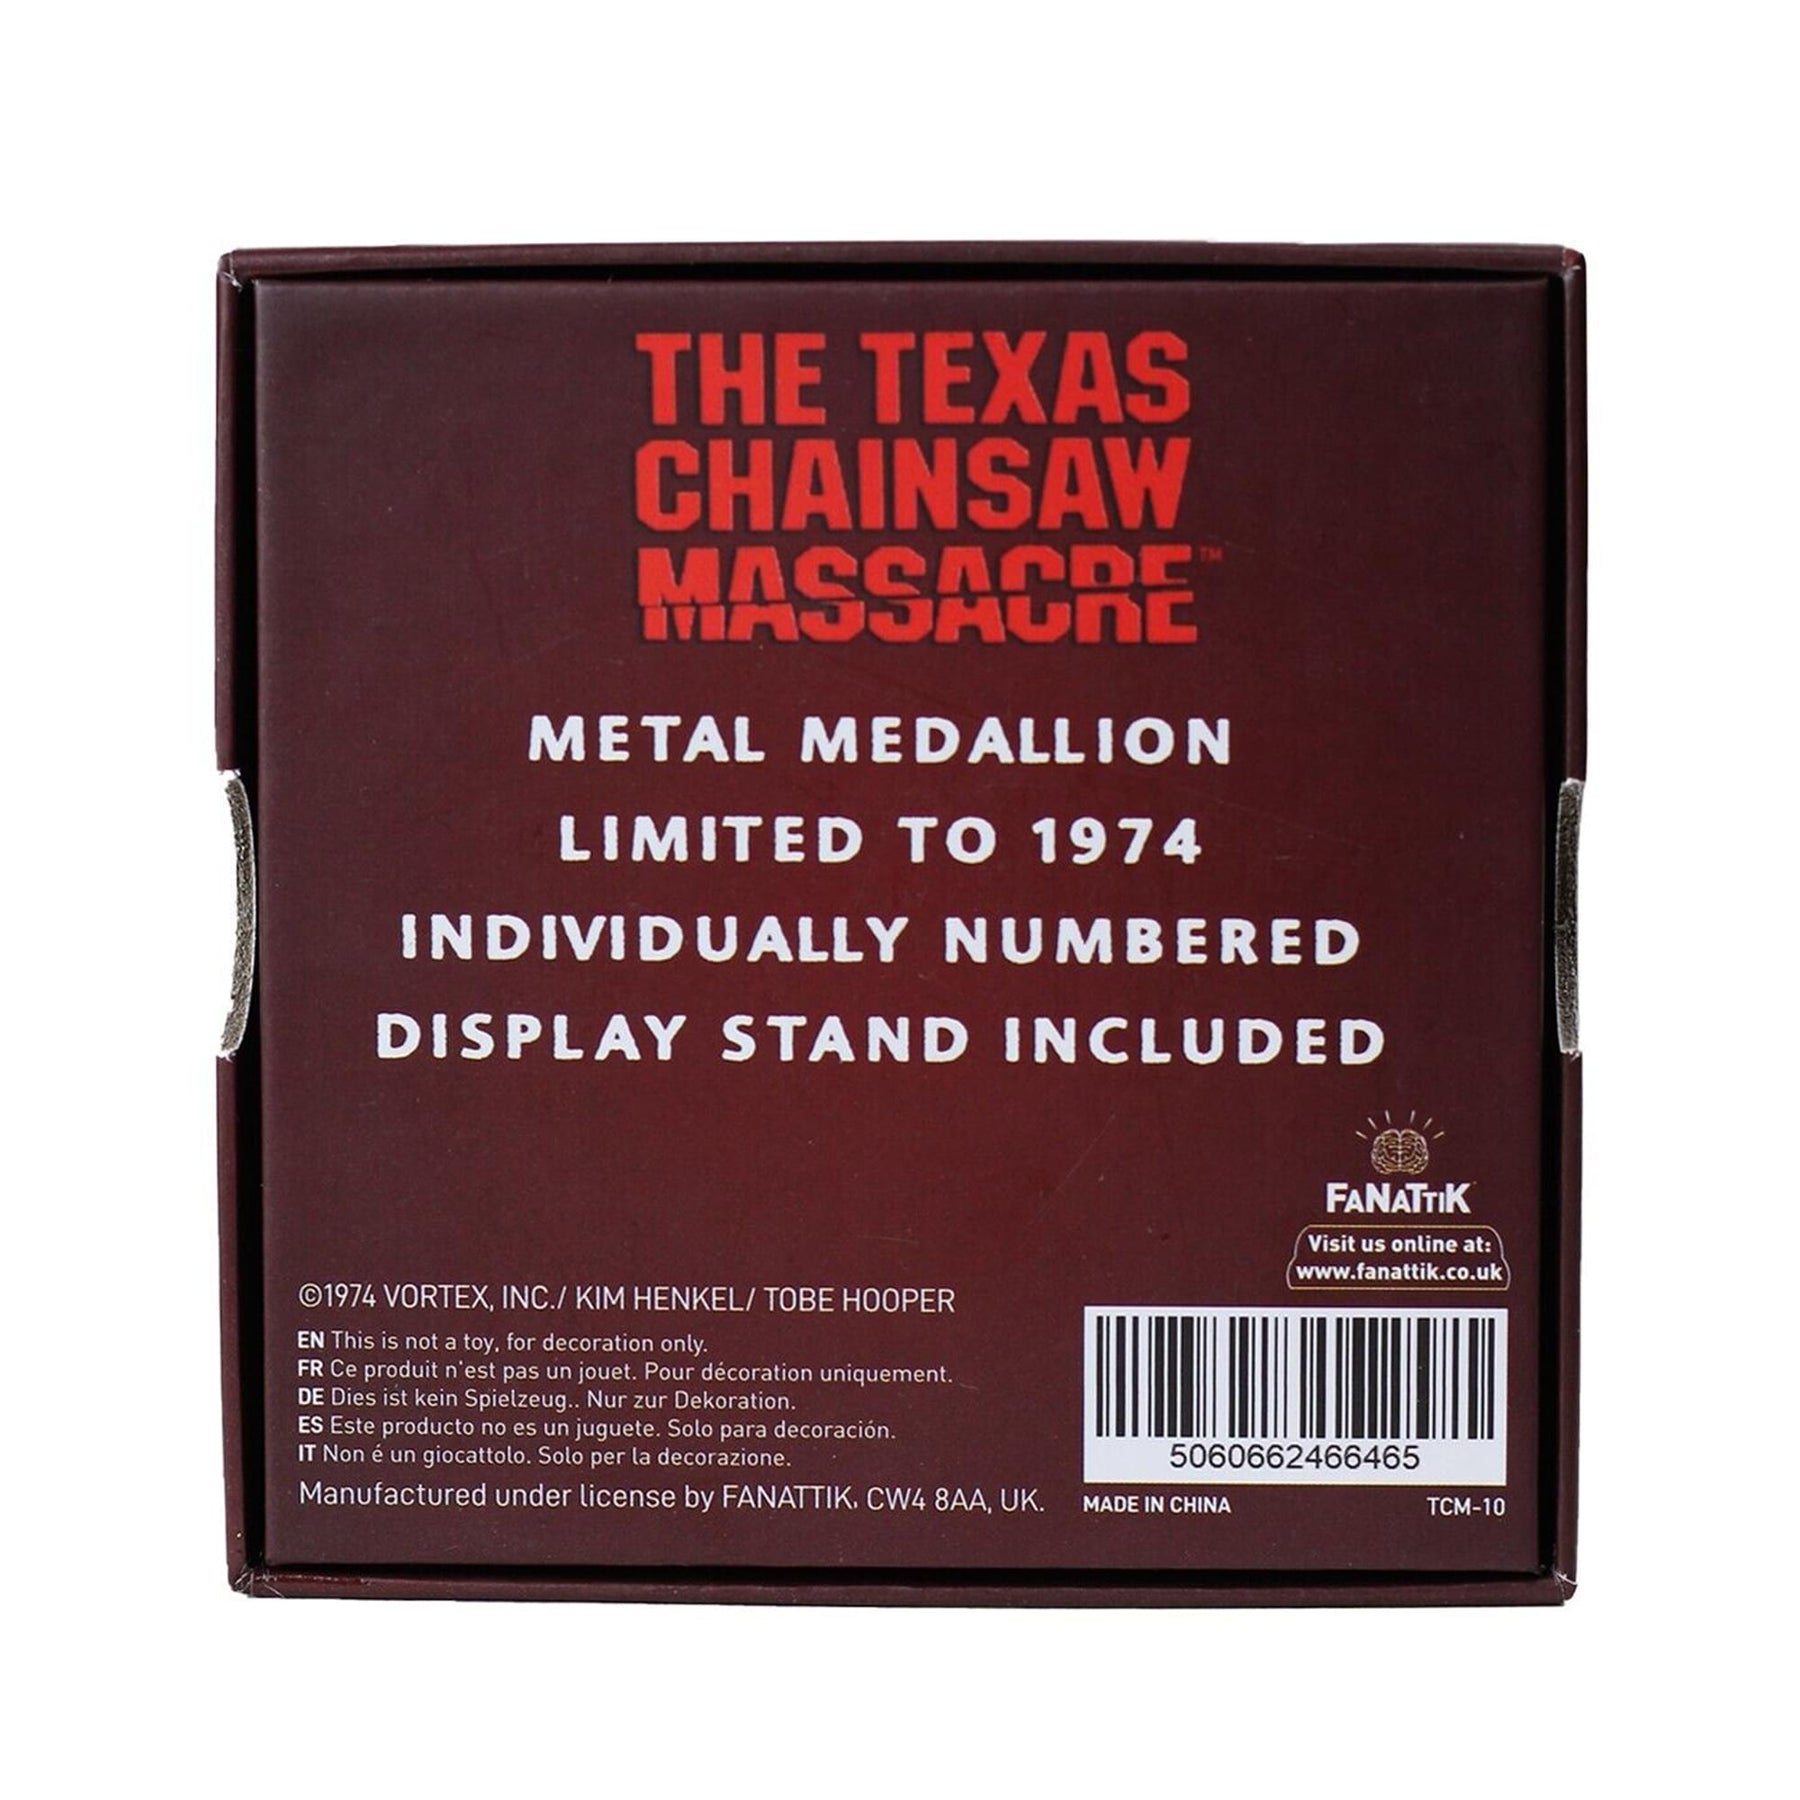 THE TEXAS
CHAINSAW
MASSACRE™
METAL MEDALLION
LIMITED TO 1974
INDIVIDUALLY NUMBERED
DISPLAY STAND INCLUDED
FANATTIK
Visit us online at:
www.fanattik.co.uk
©1974 VORTEX, INC./ KIM HENKEL/ TOBE HOOPER
EN This is not a toy, for decoration only.
FR Ce produit n'est pas un jouet. Pour décoration uniquement.
DE Dies ist kein Spielzeug.. Nur zur Dekoration.
ES Este producto no es un juguete. Solo para decoración.
IT Non é un giocattolo. Solo per la decorazione.
Manufactured under license by FANATTIK. CW4 8AA, UK.
5060662466465
MADE IN CHINA TCM-10